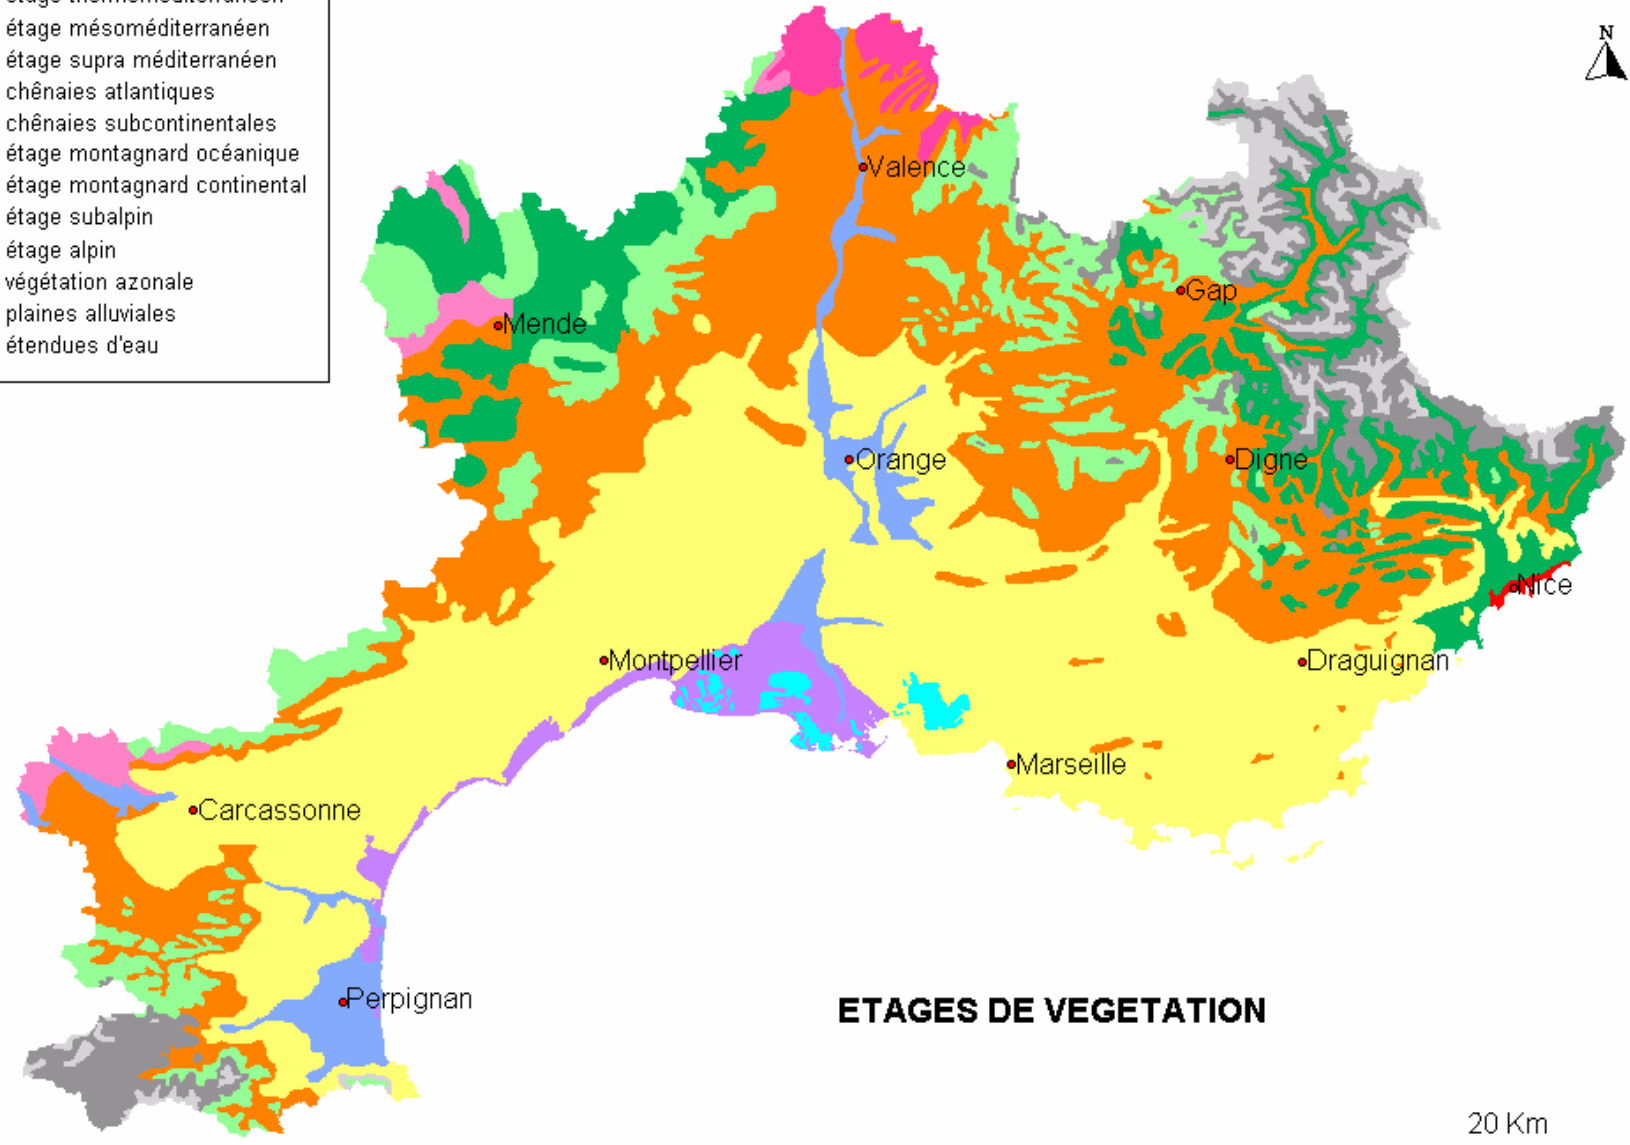 étage thermoméditerranéen
étage mésoméditerranéen
étage supra méditerranéen
chênaies atlantiques
chênaies subcontinentales
étage montagnard océanique
étage montagnard continental
étage subalpin
étage alpin
végétation azonale
plaines alluviales
étendues d'eau
N
Valence
Gap
Mende
Orange
Digne
Nice
Montpellier
Draguignan
Marseille
Carcassonne
Perpignan
ETAGES DE VEGETATION
20 Km